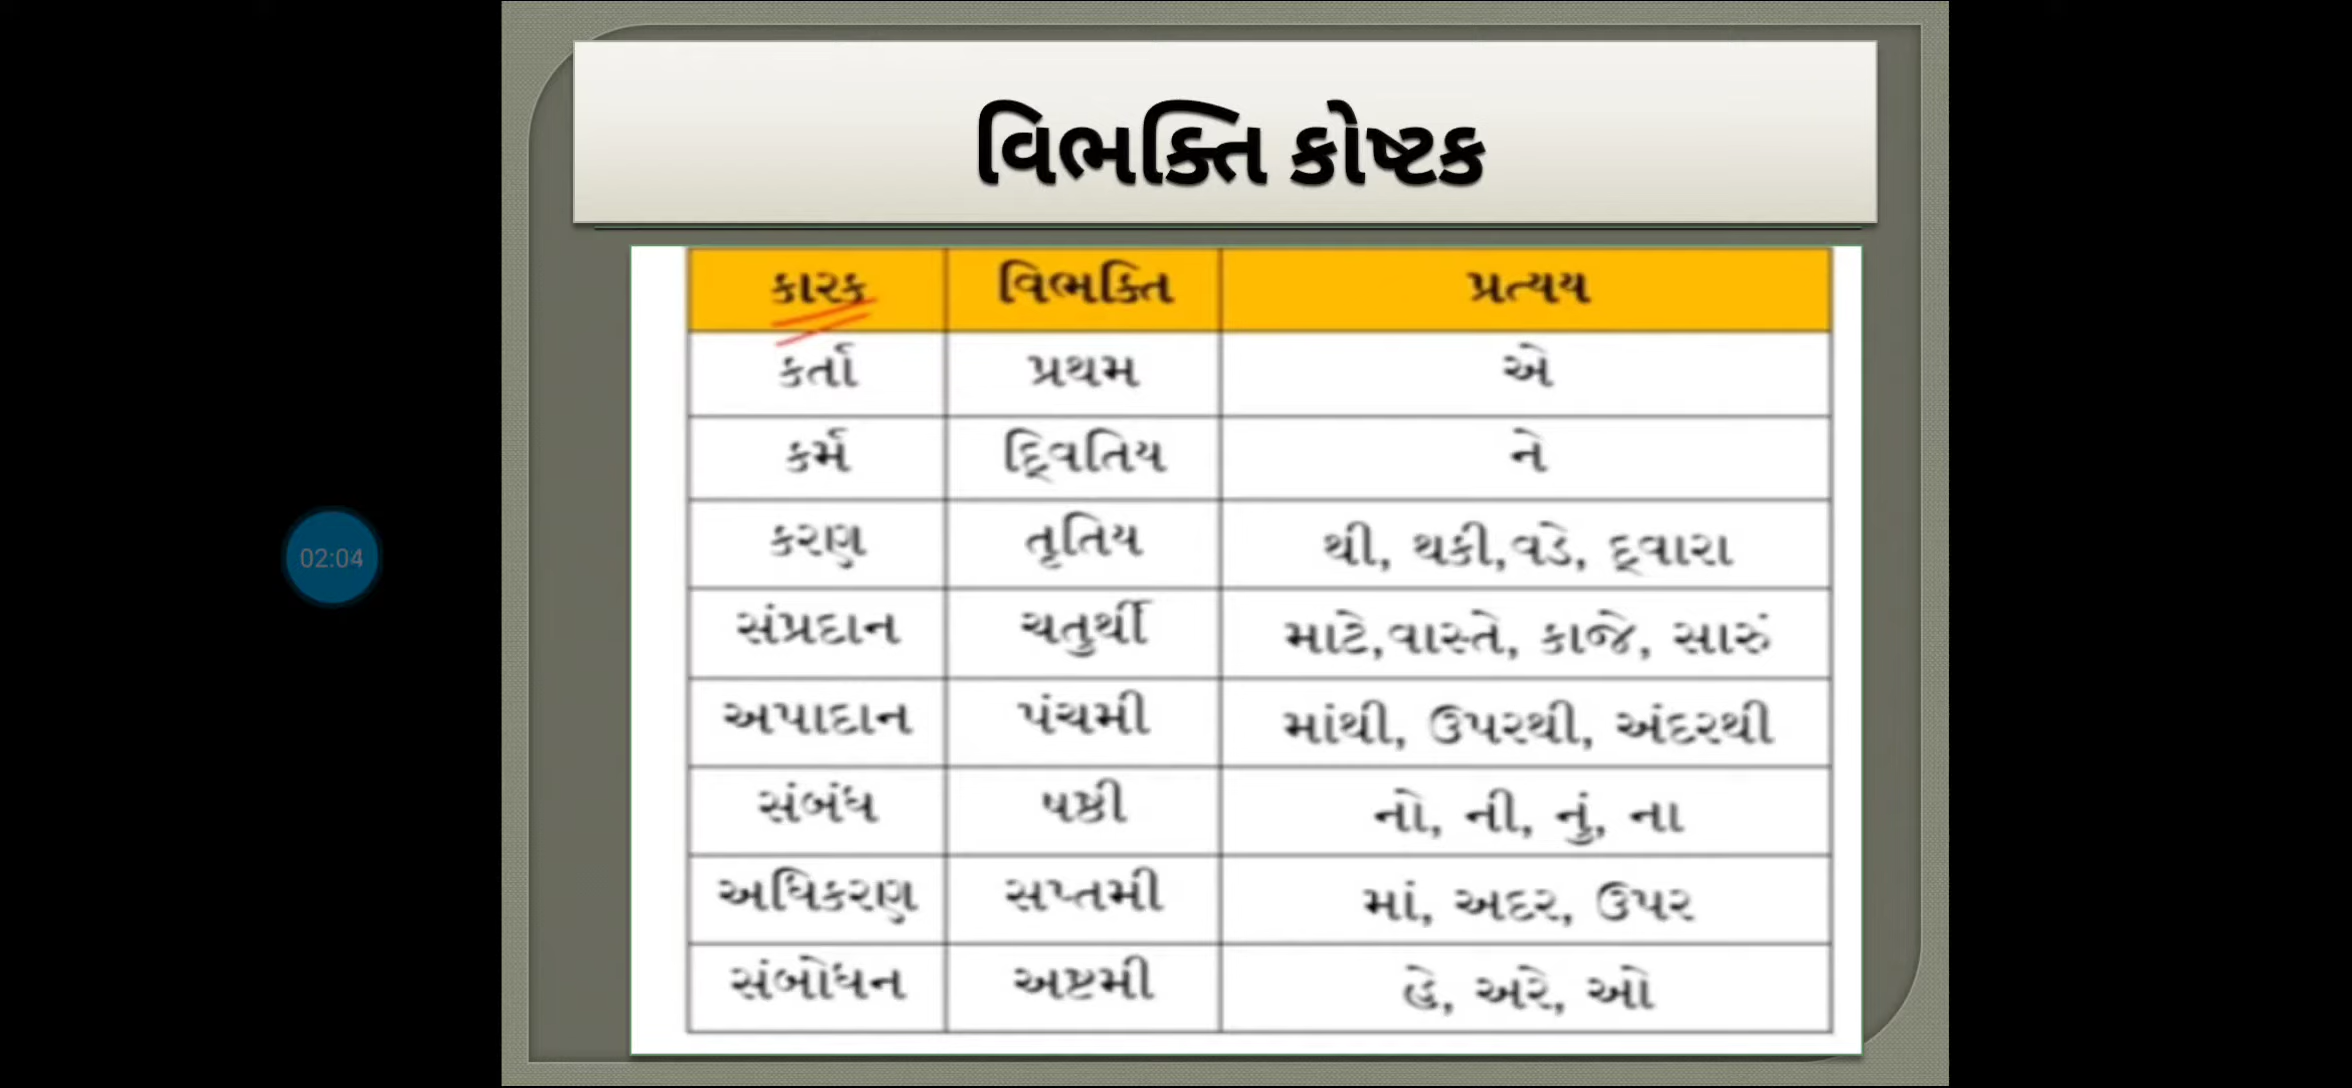 વિભક્તિ કોષ્ટક
કારક વિભક્તિ પ્રત્યય
કર્તા પ્રથમ એ
કર્મ દ્વિતિય ને
કરણ તૃતિય થી, થકી,વડે, દ્વારા
02:04
સંપ્રદાન ચતુર્થી માટે,વાસ્તે, કાજે, સારું
અપાદાન પંચમી માંથી, ઉપરથી, અંદરથી
સંબંધ ષષ્ઠી નો, ની, નું, ના
અધિકરણ સપ્તમી માં, અદર, ઉપર
સંબોધન અષ્ટમી હે, અરે, ઓ